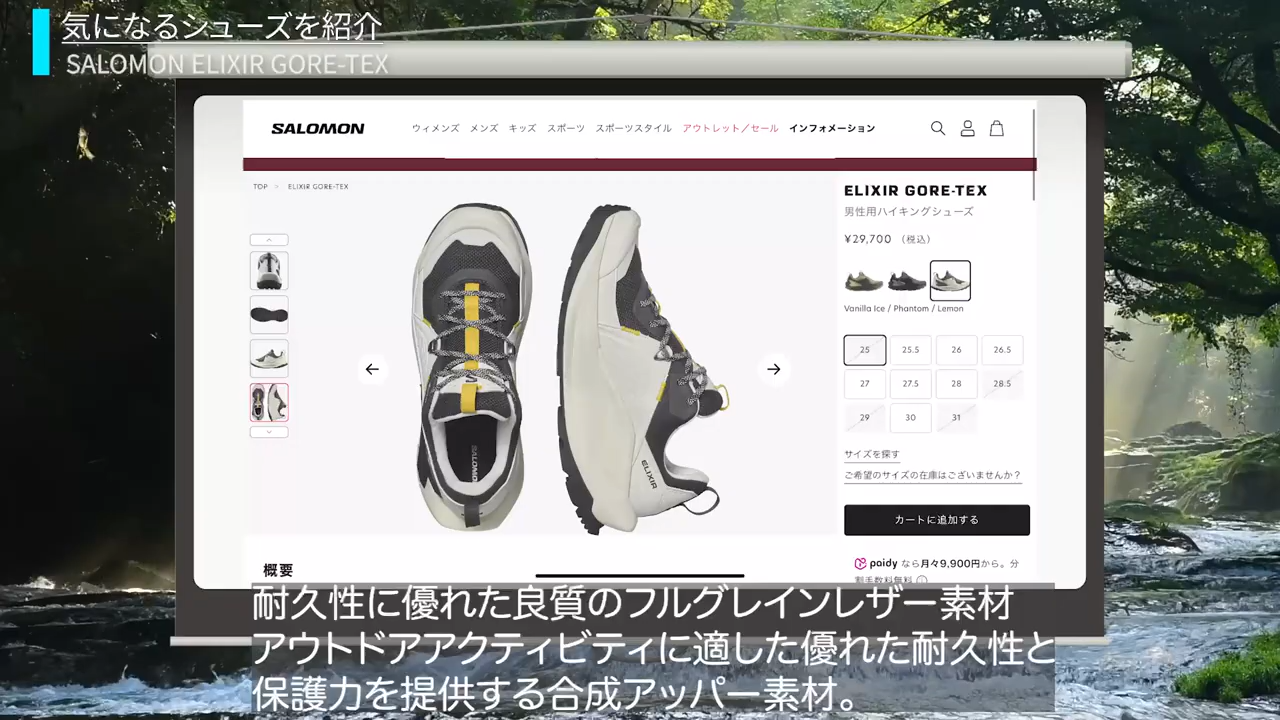 気になるシューズを紹介
SALOMON ELIXIR GORE-TEX
SALOMON
ウィメンズ メンズ キッズ スポーツ スポーツスタイル アウトレット／セール インフォメーション
TOP > ELIXIR GORE-TEX
ELIXIR GORE-TEX
男性用ハイキングシューズ
¥29,700 （税込）
Vanilla Ice / Phantom / Lemon
25 25.5 26 26.5
27 27.5 28 28.5
29 30 31
サイズを探す
ご希望のサイズの在庫はございませんか？
カートに追加する
paidy なら月々9,900円から。分
割手数料無料
SALOMON
ELIXIR
概要
耐久性に優れた良質のフルグレインレザー素材
アウトドアアクティビティに適した優れた耐久性と
保護力を提供する合成アッパー素材。